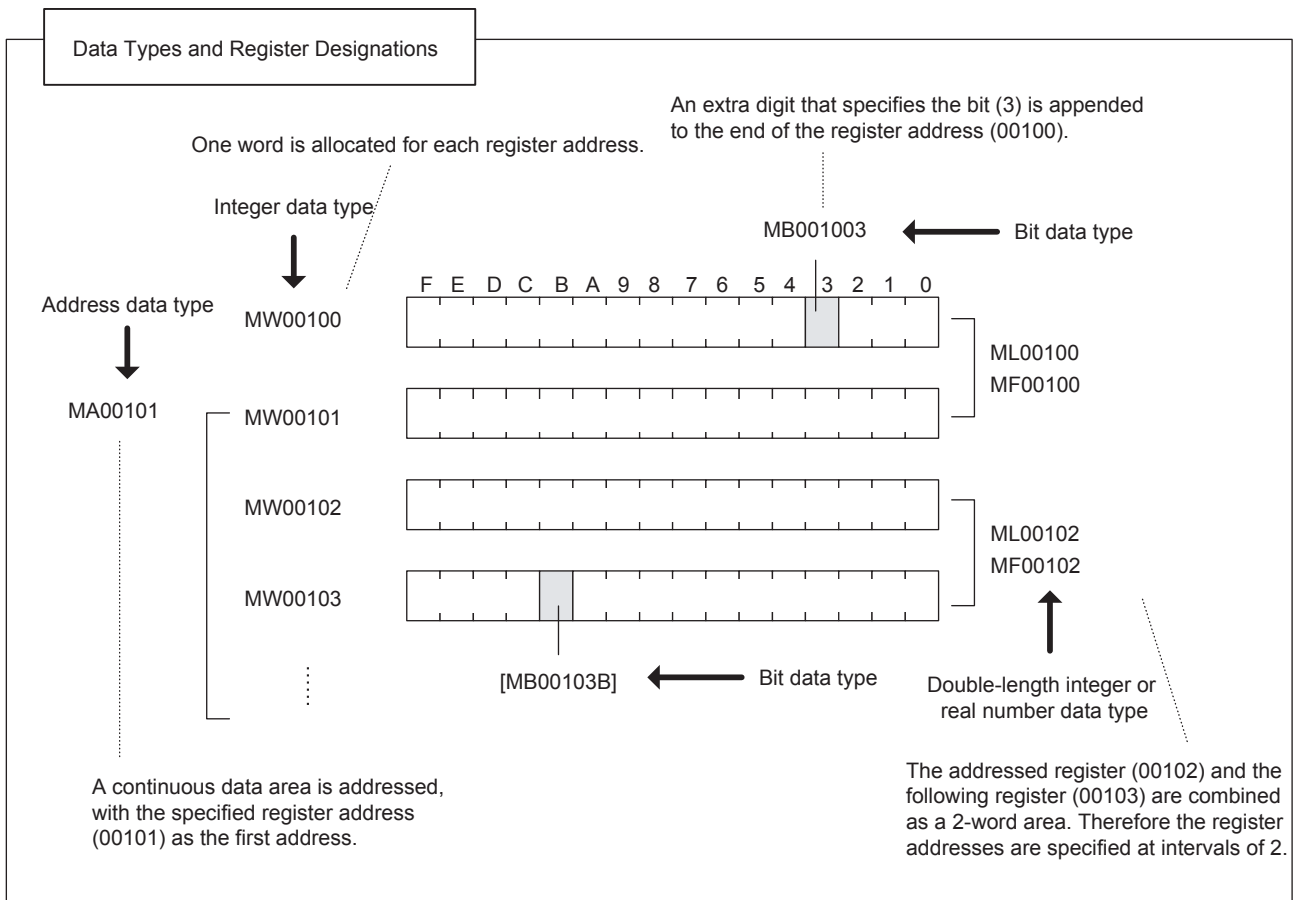 Data Types and Register Designations
An extra digit that specifies the bit (3) is appended
to the end of the register address (00100).
One word is allocated for each register address.
Integer data type
MB001003
Bit data type
F E D C B A 9 8 7 6 5 4 3 2 1 0
Address data type
MW00100
ML00100
MF00100
MA00101
MW00101
MW00102
ML00102
MF00102
MW00103
[MB00103B]
Bit data type
Double-length integer or
real number data type
A continuous data area is addressed,
with the specified register address
(00101) as the first address.
The addressed register (00102) and the
following register (00103) are combined
as a 2-word area. Therefore the register
addresses are specified at intervals of 2.